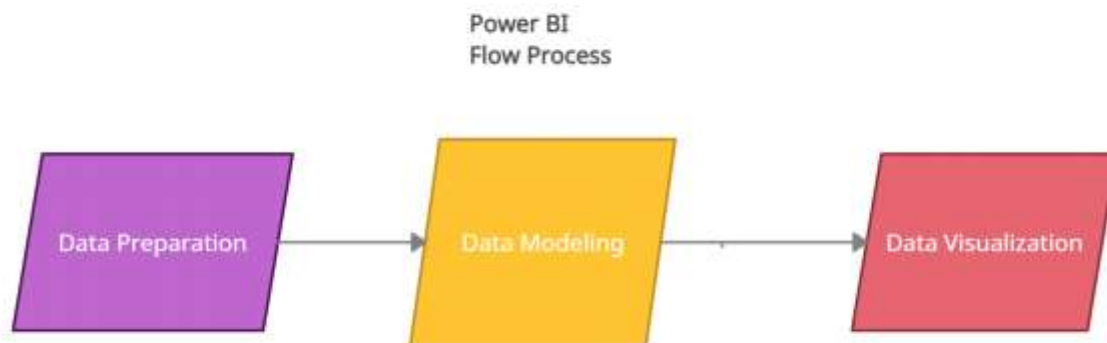 Power BI
Flow Process
Data Preparation
Data Modeling
Data Visualization